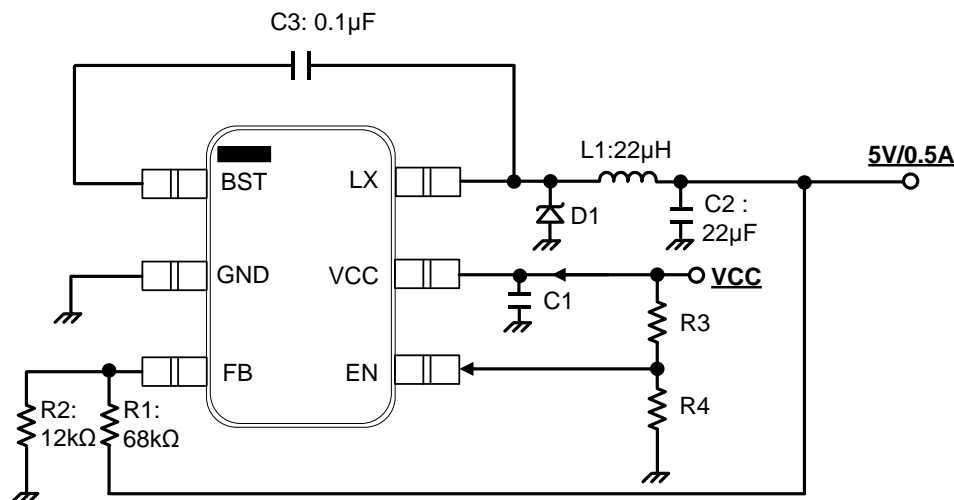 C3: 0.1µF
BST
LX
L1:22µH
5V/0.5A
D1
C2 :
22µF
GND
VCC
C1
VCC
R3
FB
EN
R4
R2:
12kΩ
R1:
68kΩ